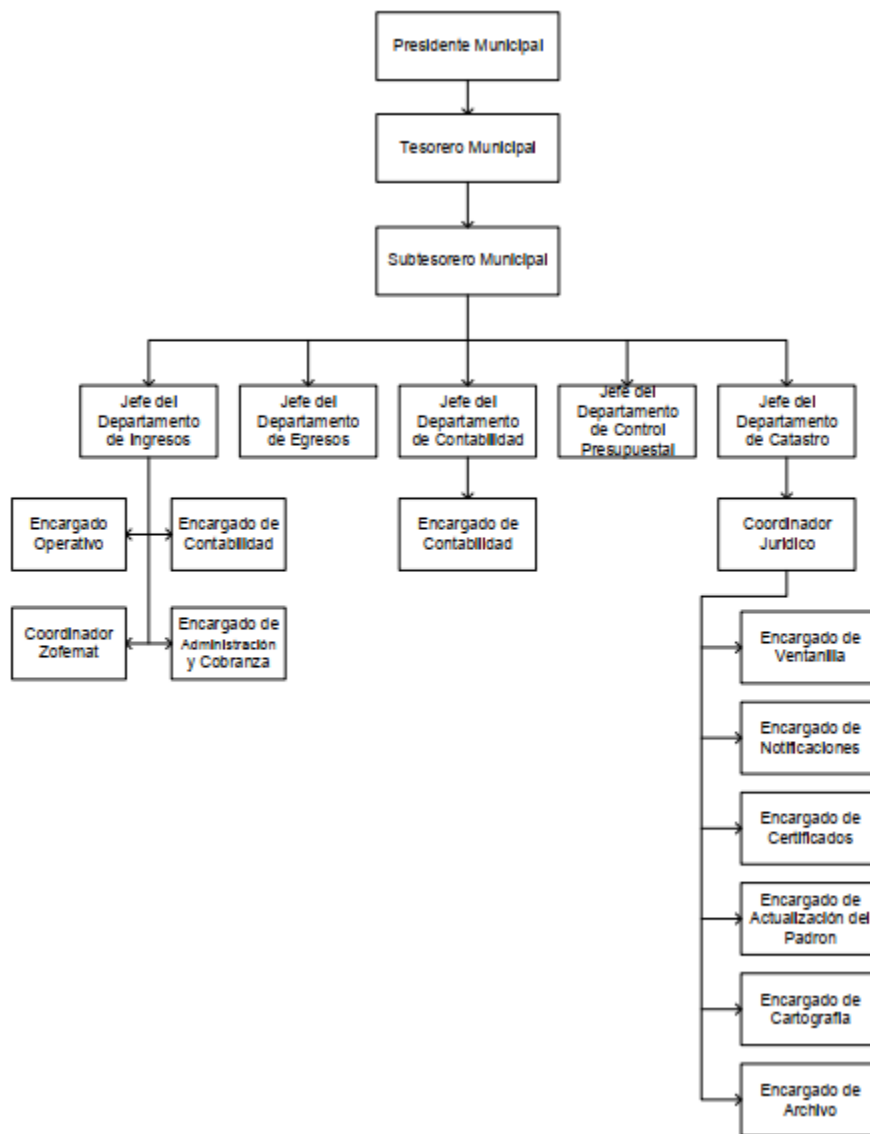 Presidente Municipal
Tesorero Municipal
Subtesorero Municipal
Jefe del
Departamento
de Ingresos
Jefe del
Departamento
de Egresos
Jefe del
Departamento
de Contabilidad
Jefe del
Departamento
de Control
Presupuestal
Jefe del
Departamento
de Catastro
Encargado
Operativo
Encargado de
Contabilidad
Encargado de
Contabilidad
Coordinador
Juridico
Coordinador
Zofemat
Encargado de
Administración
y Cobranza
Encargado de
Ventanilla
Encargado de
Notificaciones
Encargado de
Certificados
Encargado de
Actualización del
Padron
Encargado de
Cartografia
Encargado de
Archivo